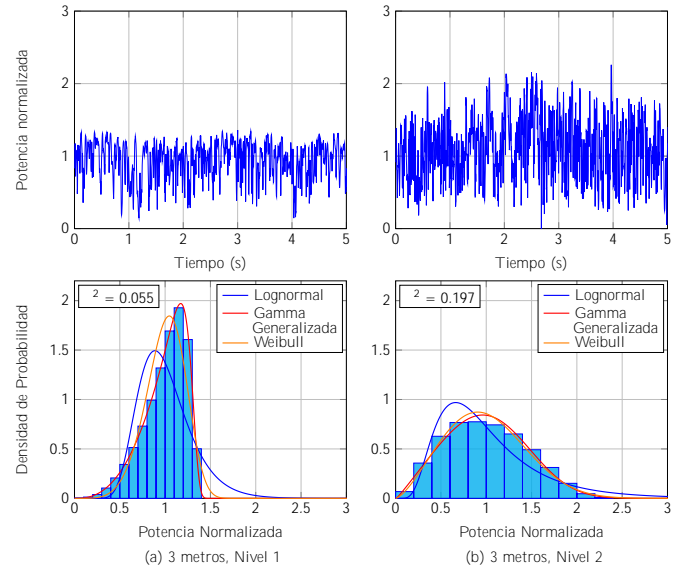 Potencia normalizada
3
2
1
0
0 1 2 3 4 5
Tiempo (s)
3
2
1
0
0 1 2 3 4 5
Tiempo (s)
Densidad de Probabilidad
2
1.5
1
0.5
0
0 0.5 1 1.5 2 2.5 3
2 = 0.055
Lognormal
Gamma
Generalizada
Weibull
Potencia Normalizada
(a) 3 metros, Nivel 1
2
1.5
1
0.5
0
0 0.5 1 1.5 2 2.5 3
2 = 0.197
Lognormal
Gamma
Generalizada
Weibull
Potencia Normalizada
(b) 3 metros, Nivel 2